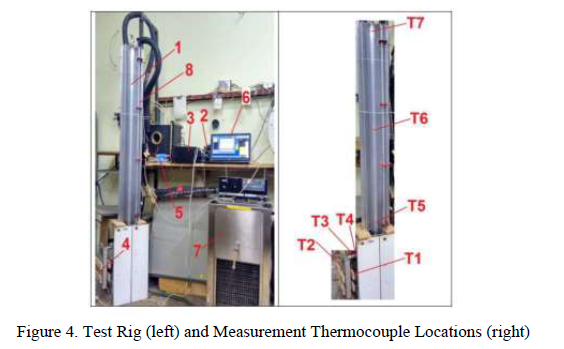 1
8
6
3 2
5
4
7
T7
T6
T5
T3 T4
T2
T1
Figure 4. Test Rig (left) and Measurement Thermocouple Locations (right)